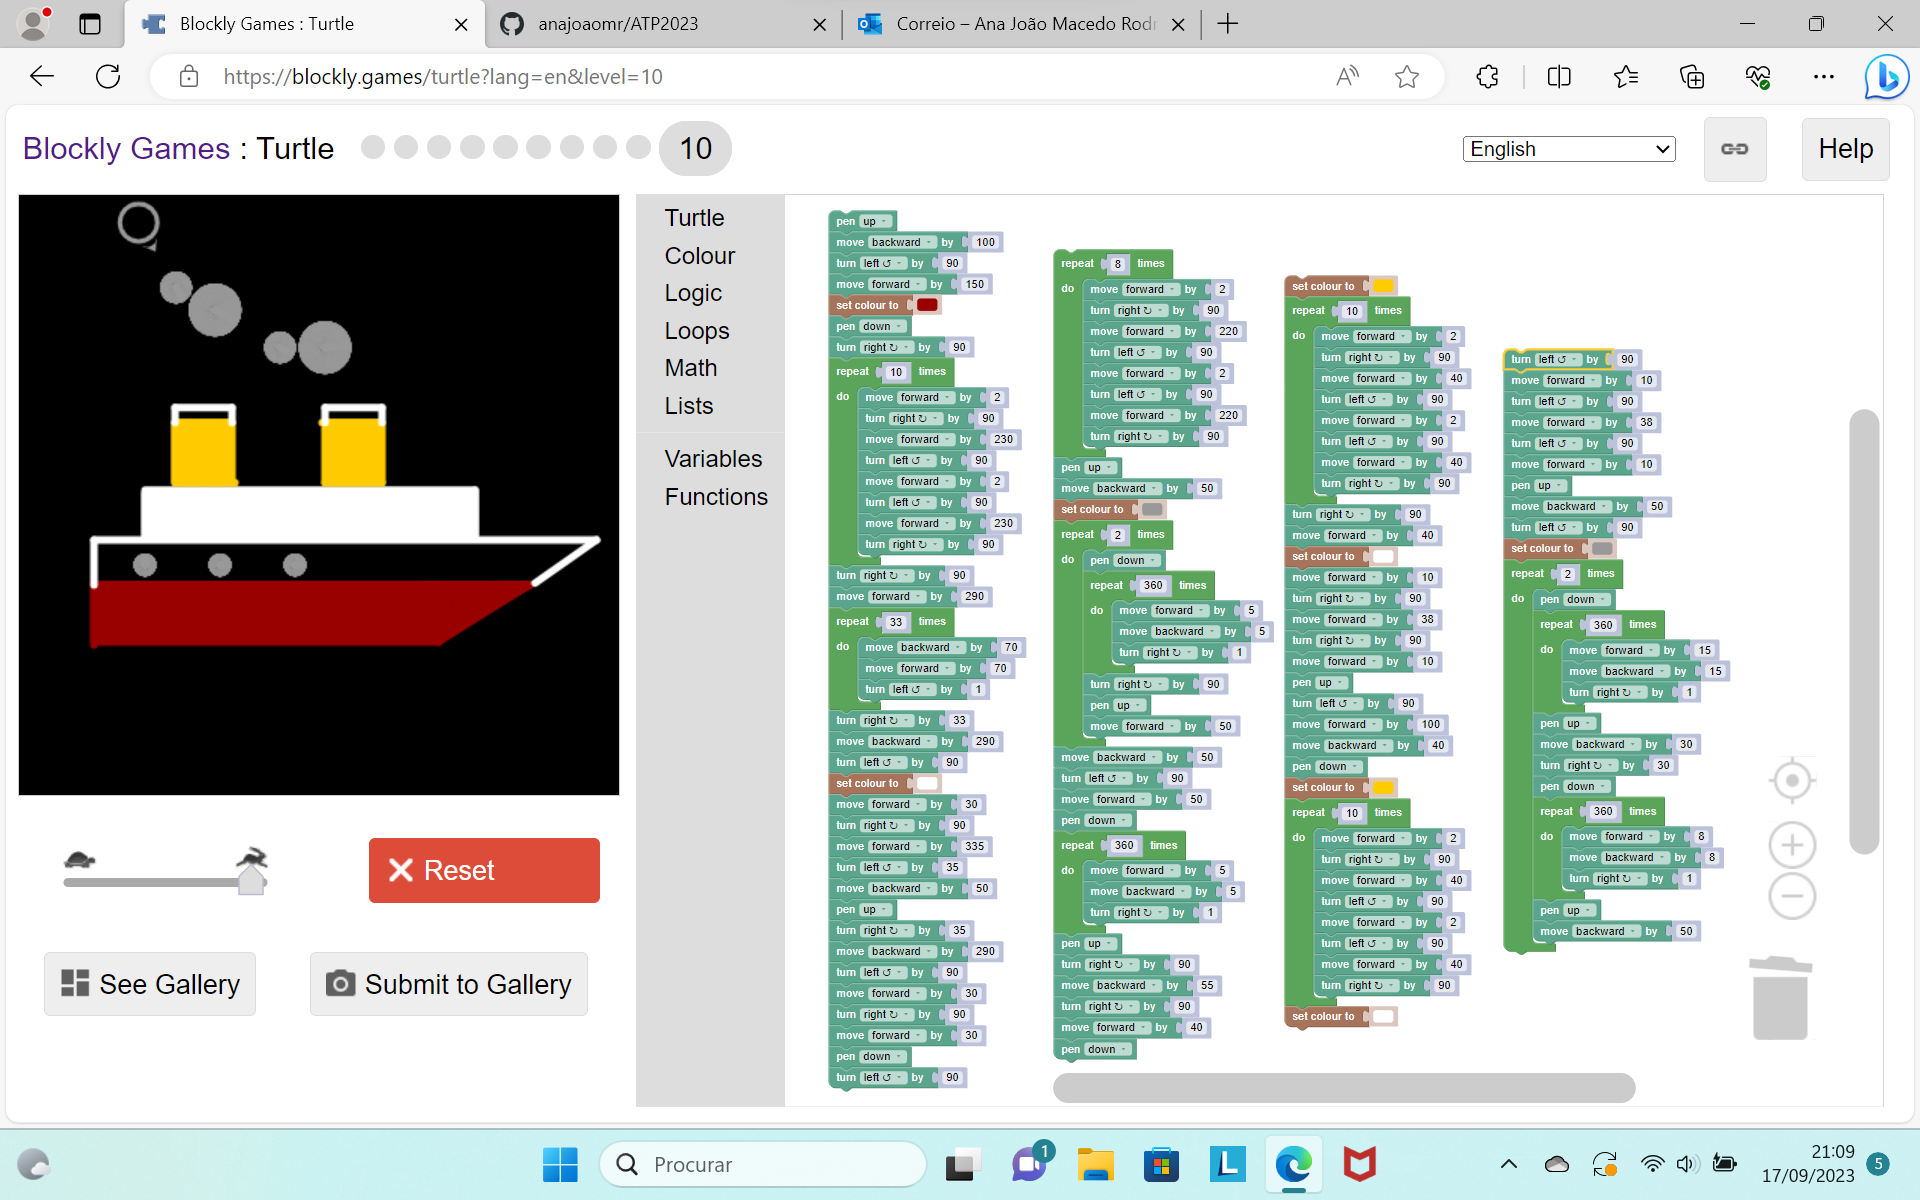 Blockly Games : Turtle
anajoaomr/ATP2023
Correio – Ana João Macedo Rodr
https://blockly.games/turtle?lang=en&level=10
Blockly Games : Turtle
10
English
Help
Turtle
Colour
Logic
Loops
Math
Lists
Variables
Functions
pen up
move backward by 100
turn left ↺ by 90
move forward by 150
set colour to
pen down
turn right ↻ by 90
repeat 10 times
do move forward by 2
turn right ↻ by 90
move forward by 230
turn left ↺ by 90
move forward by 2
turn left ↺ by 90
move forward by 230
turn right ↻ by 90
turn right ↻ by 90
move forward by 290
repeat 33 times
do move backward by 70
move forward by 70
turn left ↺ by 1
turn right ↻ by 33
move backward by 290
turn left ↺ by 90
set colour to
move forward by 30
turn right ↻ by 90
move forward by 335
turn left ↺ by 35
move backward by 50
pen up
turn right ↻ by 35
move backward by 290
turn left ↺ by 90
move forward by 30
turn right ↻ by 90
move forward by 30
pen down
turn left ↺ by 90
repeat 8 times
do move forward by 2
turn right ↻ by 90
move forward by 220
turn left ↺ by 90
move forward by 2
turn left ↺ by 90
move forward by 220
turn right ↻ by 90
pen up
move backward by 50
set colour to
repeat 2 times
do pen down
repeat 360 times
do move forward by 5
move backward by 5
turn right ↻ by 1
turn right ↻ by 90
pen up
move forward by 50
move backward by 50
turn left ↺ by 90
move forward by 50
pen down
repeat 360 times
do move forward by 5
move backward by 5
turn right ↻ by 1
pen up
turn right ↻ by 90
move backward by 55
turn right ↻ by 90
move forward by 40
pen down
set colour to
repeat 10 times
do move forward by 2
turn right ↻ by 90
move forward by 40
turn left ↺ by 90
move forward by 2
turn left ↺ by 90
move forward by 40
turn right ↻ by 90
turn right ↻ by 90
move forward by 40
set colour to
move forward by 10
turn right ↻ by 90
move forward by 38
turn right ↻ by 90
move forward by 10
pen up
turn left ↺ by 90
move forward by 100
move backward by 40
pen down
set colour to
repeat 10 times
do move forward by 2
turn right ↻ by 90
move forward by 40
turn left ↺ by 90
move forward by 2
turn left ↺ by 90
move forward by 40
turn right ↻ by 90
set colour to
turn left ↺ by 90
move forward by 10
turn left ↺ by 90
move forward by 38
turn left ↺ by 90
move forward by 10
pen up
move backward by 50
turn left ↺ by 90
set colour to
repeat 2 times
do pen down
repeat 360 times
do move forward by 15
move backward by 15
turn right ↻ by 1
pen up
move backward by 30
turn right ↻ by 30
pen down
repeat 360 times
do move forward by 8
move backward by 8
turn right ↻ by 1
pen up
move backward by 50
Reset
See Gallery
Submit to Gallery
Procurar
1
L
21:09
17/09/2023
5